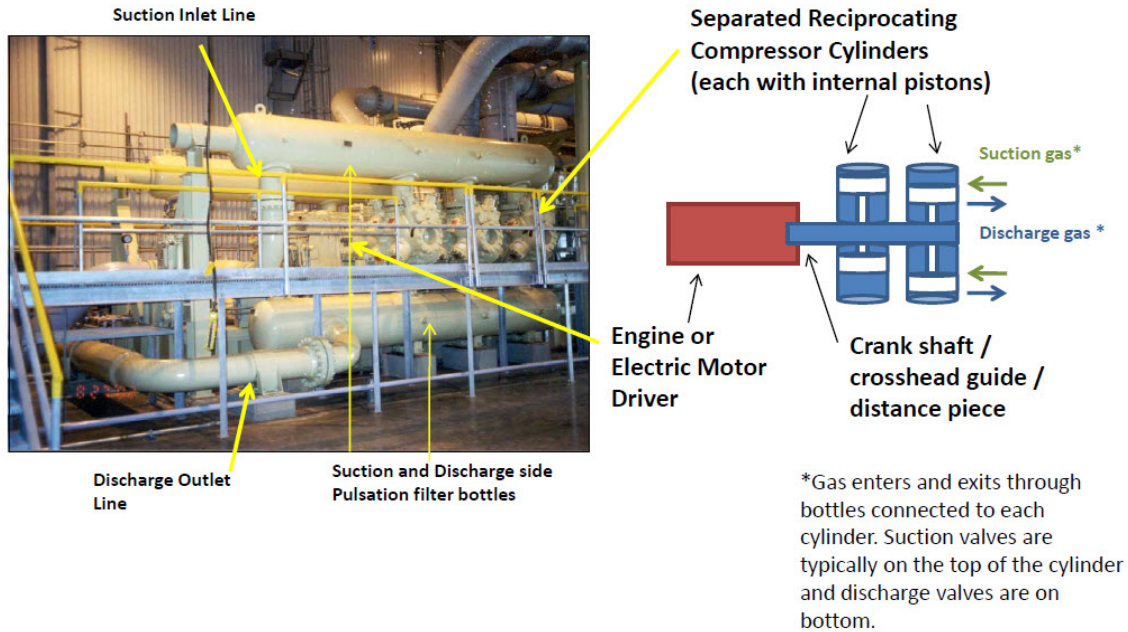 Suction Inlet Line
Separated Reciprocating
Compressor Cylinders
(each with internal pistons)
Suction gas*
Discharge gas *
Engine or
Electric Motor
Driver
Crank shaft /
crosshead guide /
distance piece
Discharge Outlet
Line
Suction and Discharge side
Pulsation filter bottles
*Gas enters and exits through
bottles connected to each
cylinder. Suction valves are
typically on the top of the cylinder
and discharge valves are on
bottom.